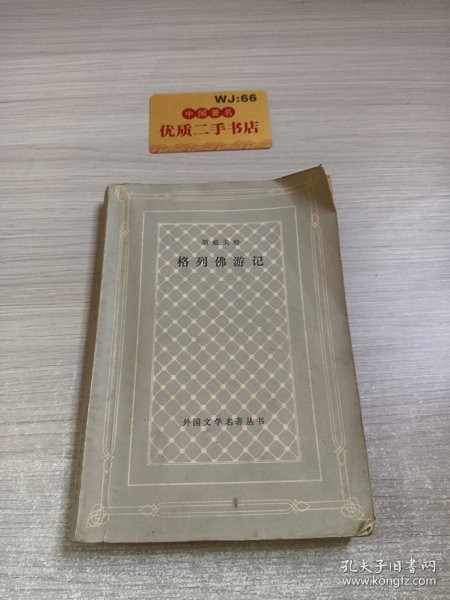 WJ:66
中国著名
优质二手书店
斯威夫特
格列佛游记
外国文学名著丛书
孔夫子旧书网
www.kongfz.com